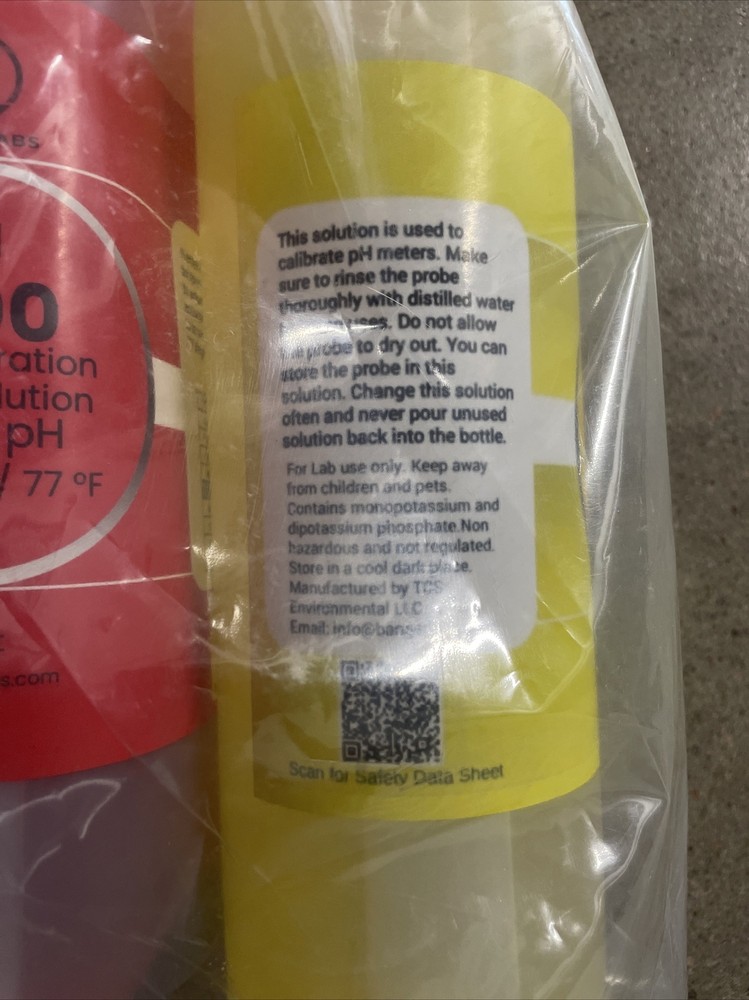 ABS
00
ration
lution
pH
/ 77 °F
s.com
This solution is used to
calibrate pH meters. Make
sure to rinse the probe
thoroughly with distilled water
uses. Do not allow
probe to dry out. You can
store the probe in this
solution. Change this solution
often and never pour unused
solution back into the bottle.
For Lab use only. Keep away
from children and pets.
Contains monopotassium and
dipotassium phosphate.Non
hazardous and not regulated.
Store in a cool dark place.
Manufactured by TCS
Environmental LLC
Email:
Scan for Safety Data Sheet